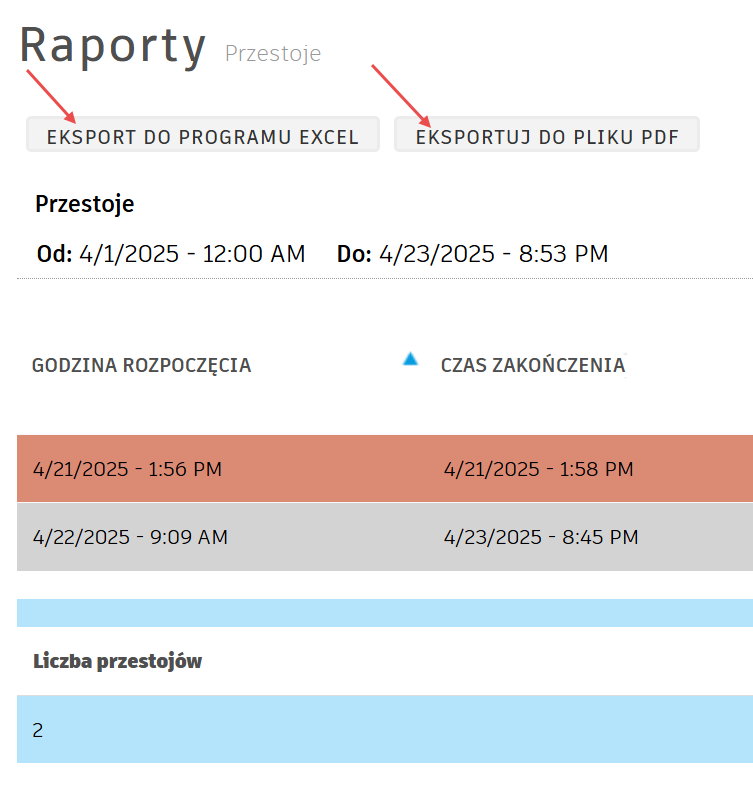 Raporty Przestoje
EKSPORT DO PROGRAMU EXCEL EKSPORTUJ DO PLIKU PDF
Przestoje
Od: 4/1/2025 - 12:00 AM Do: 4/23/2025 - 8:53 PM
GODZINA ROZPOCZĘCIA CZAS ZAKOŃCZENIA
4/21/2025 - 1:56 PM 4/21/2025 - 1:58 PM
4/22/2025 - 9:09 AM 4/23/2025 - 8:45 PM
Liczba przestojów
2